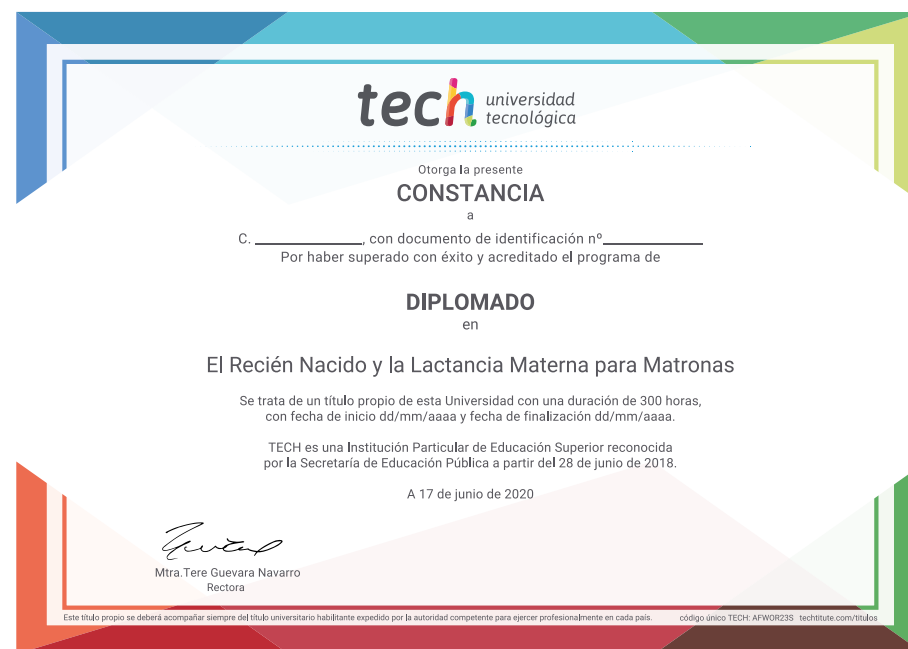 tech universidad
tecnológica
Otorga la presente
CONSTANCIA
a
C. ____________, con documento de identificación nº____________
Por haber superado con éxito y acreditado el programa de
DIPLOMADO
en
El Recién Nacido y la Lactancia Materna para Matronas
Se trata de un título propio de esta Universidad con una duración de 300 horas,
con fecha de inicio dd/mm/aaaa y fecha de finalización dd/mm/aaaa.
TECH es una Institución Particular de Educación Superior reconocida
por la Secretaría de Educación Pública a partir del 28 de junio de 2018.
A 17 de junio de 2020
Mtra.Tere Guevara Navarro
Rectora
Este título propio se deberá acompañar siempre del título universitario habilitante expedido por la autoridad competente para ejercer profesionalmente en cada país. código único TECH: AFWOR23S techtitute.com/titulos